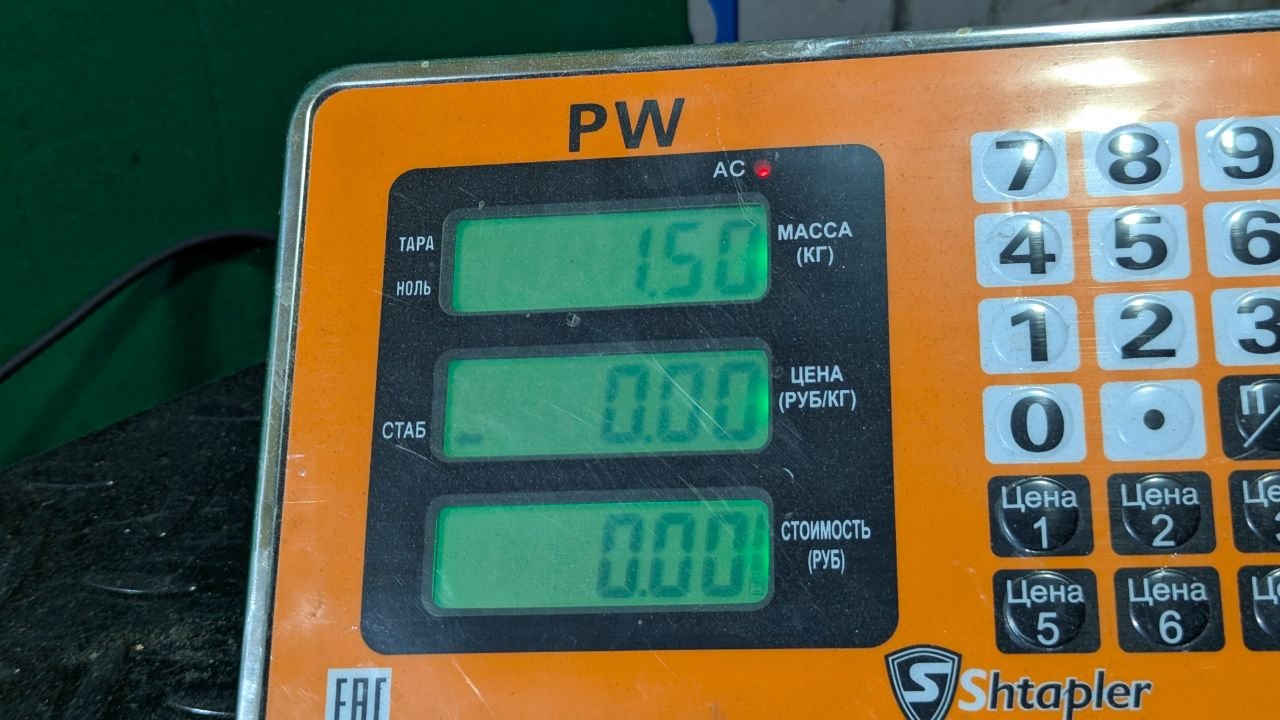 PW
AC
ТАРА
НОЛЬ
1.50
МАССА
(КГ)
СТАБ
0.00
ЦЕНА
(РУБ/КГ)
0.00
СТОИМОСТЬ
(РУБ)
7 8 9
4 5 6
1 2 3
0 .
Цена 1
Цена 2
Цена 5
Цена 6
EAC
S Shtapler